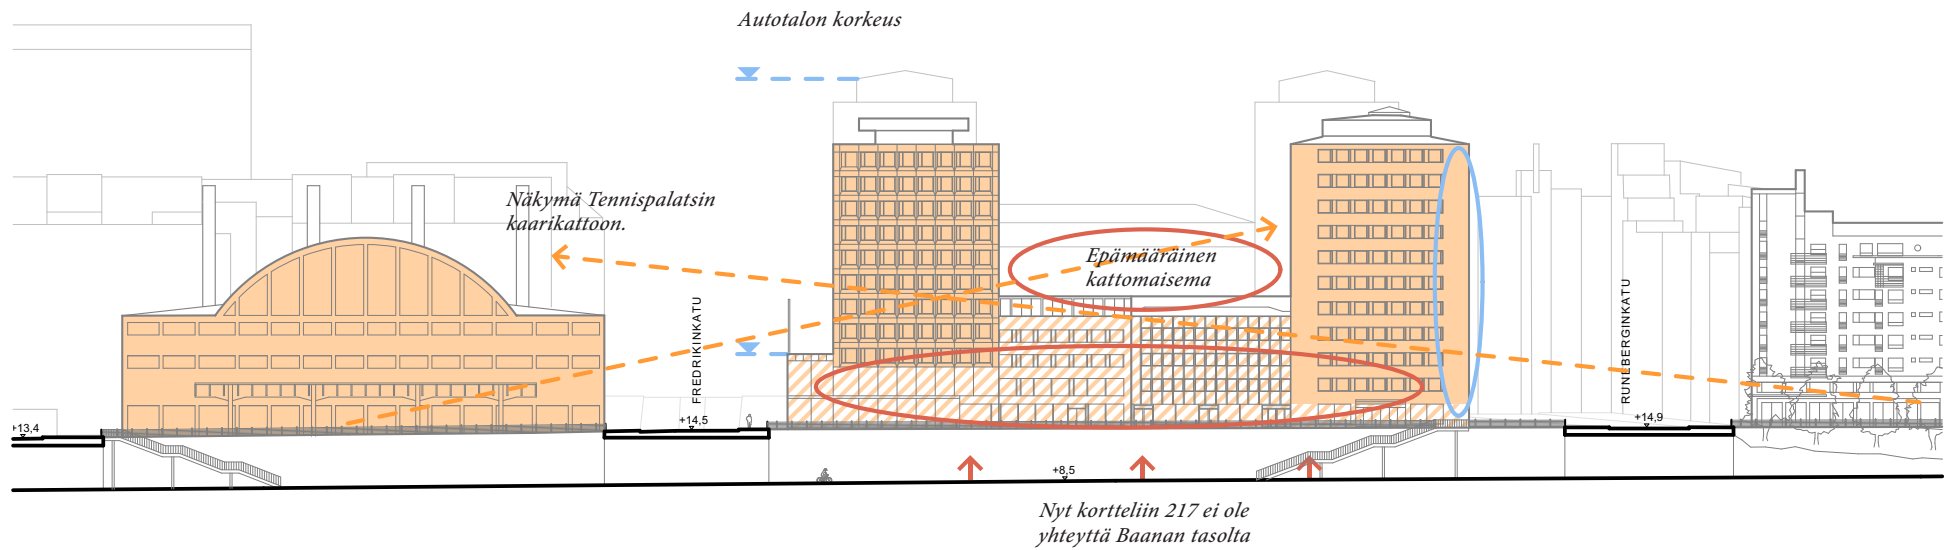 Autotalon korkeus
Näkymä Tennispalatsin
kaarikattoon.
Epämääräinen
kattomaisema
FREDRIKINKATU
RUNEBERGINKATU
+13,4
+14,5
+14,9
+8,5
Nyt kortteliin 217 ei ole
yhteyttä Baanan tasolta